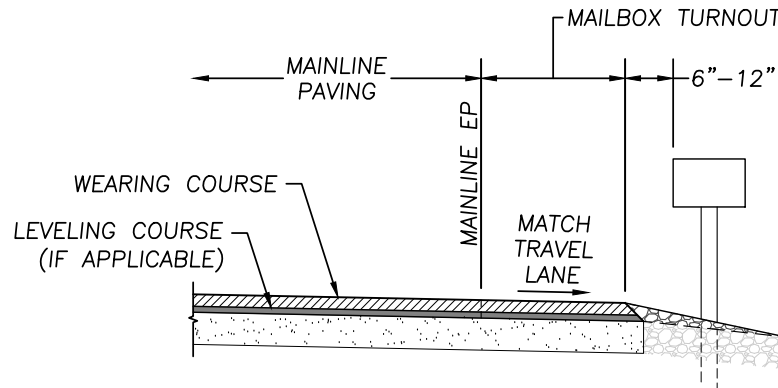 MAILBOX TURNOUT
MAINLINE
PAVING
6"-12"
MAINLINE EP
WEARING COURSE
LEVELING COURSE
(IF APPLICABLE)
MATCH
TRAVEL
LANE